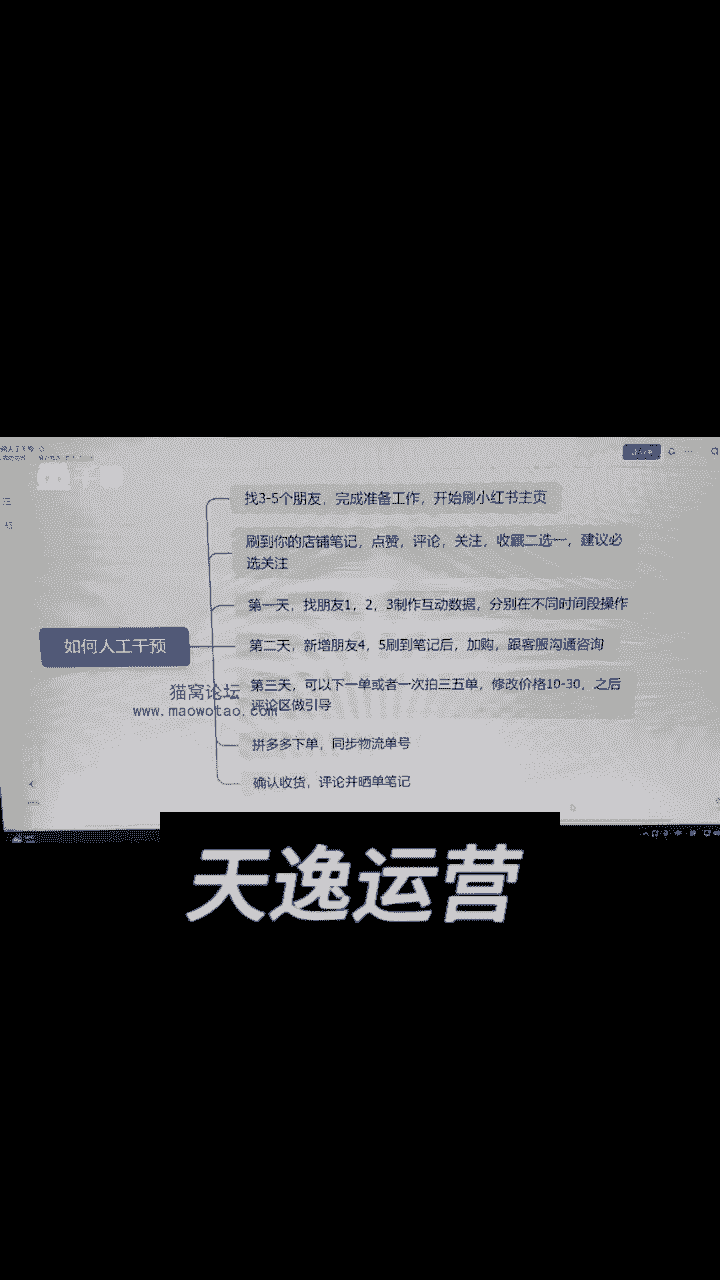 找3-5个朋友，完成准备工作，开始刷小红书主页
刷到你的店铺笔记，点赞，评论，关注，收藏二选一，建议必
选关注
第一天，找朋友1，2，3制作互动数据，分别在不同时间段操作
如何人工干预
第二天，新增朋友4，5刷到笔记后，加购，跟客服沟通咨询
第三天，可以下一单或者一次拍三五单，修改价格10-30，之后
评论区做引导
猫窝论坛
www.maowotao.com
拼多多下单，同步物流单号
确认收货，评论并晒单笔记
天逸运营